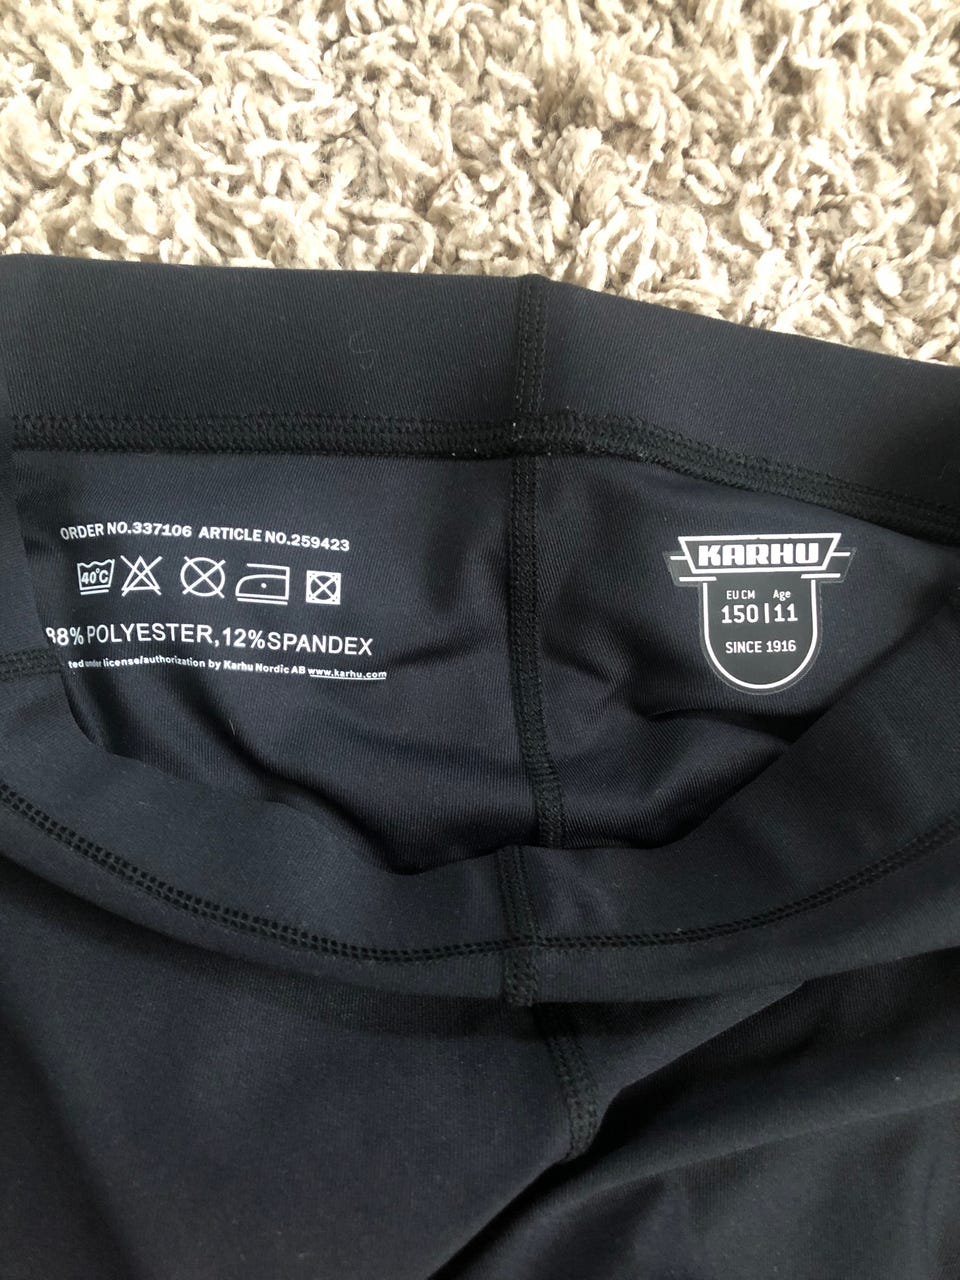 ORDER NO.337106 ARTICLE NO.259423
40°C
88% POLYESTER,12%SPANDEX
under license/authorization by Karhu Nordic AB www.karhu.com
KARHU
EU CM Age
150 | 11
SINCE 1916